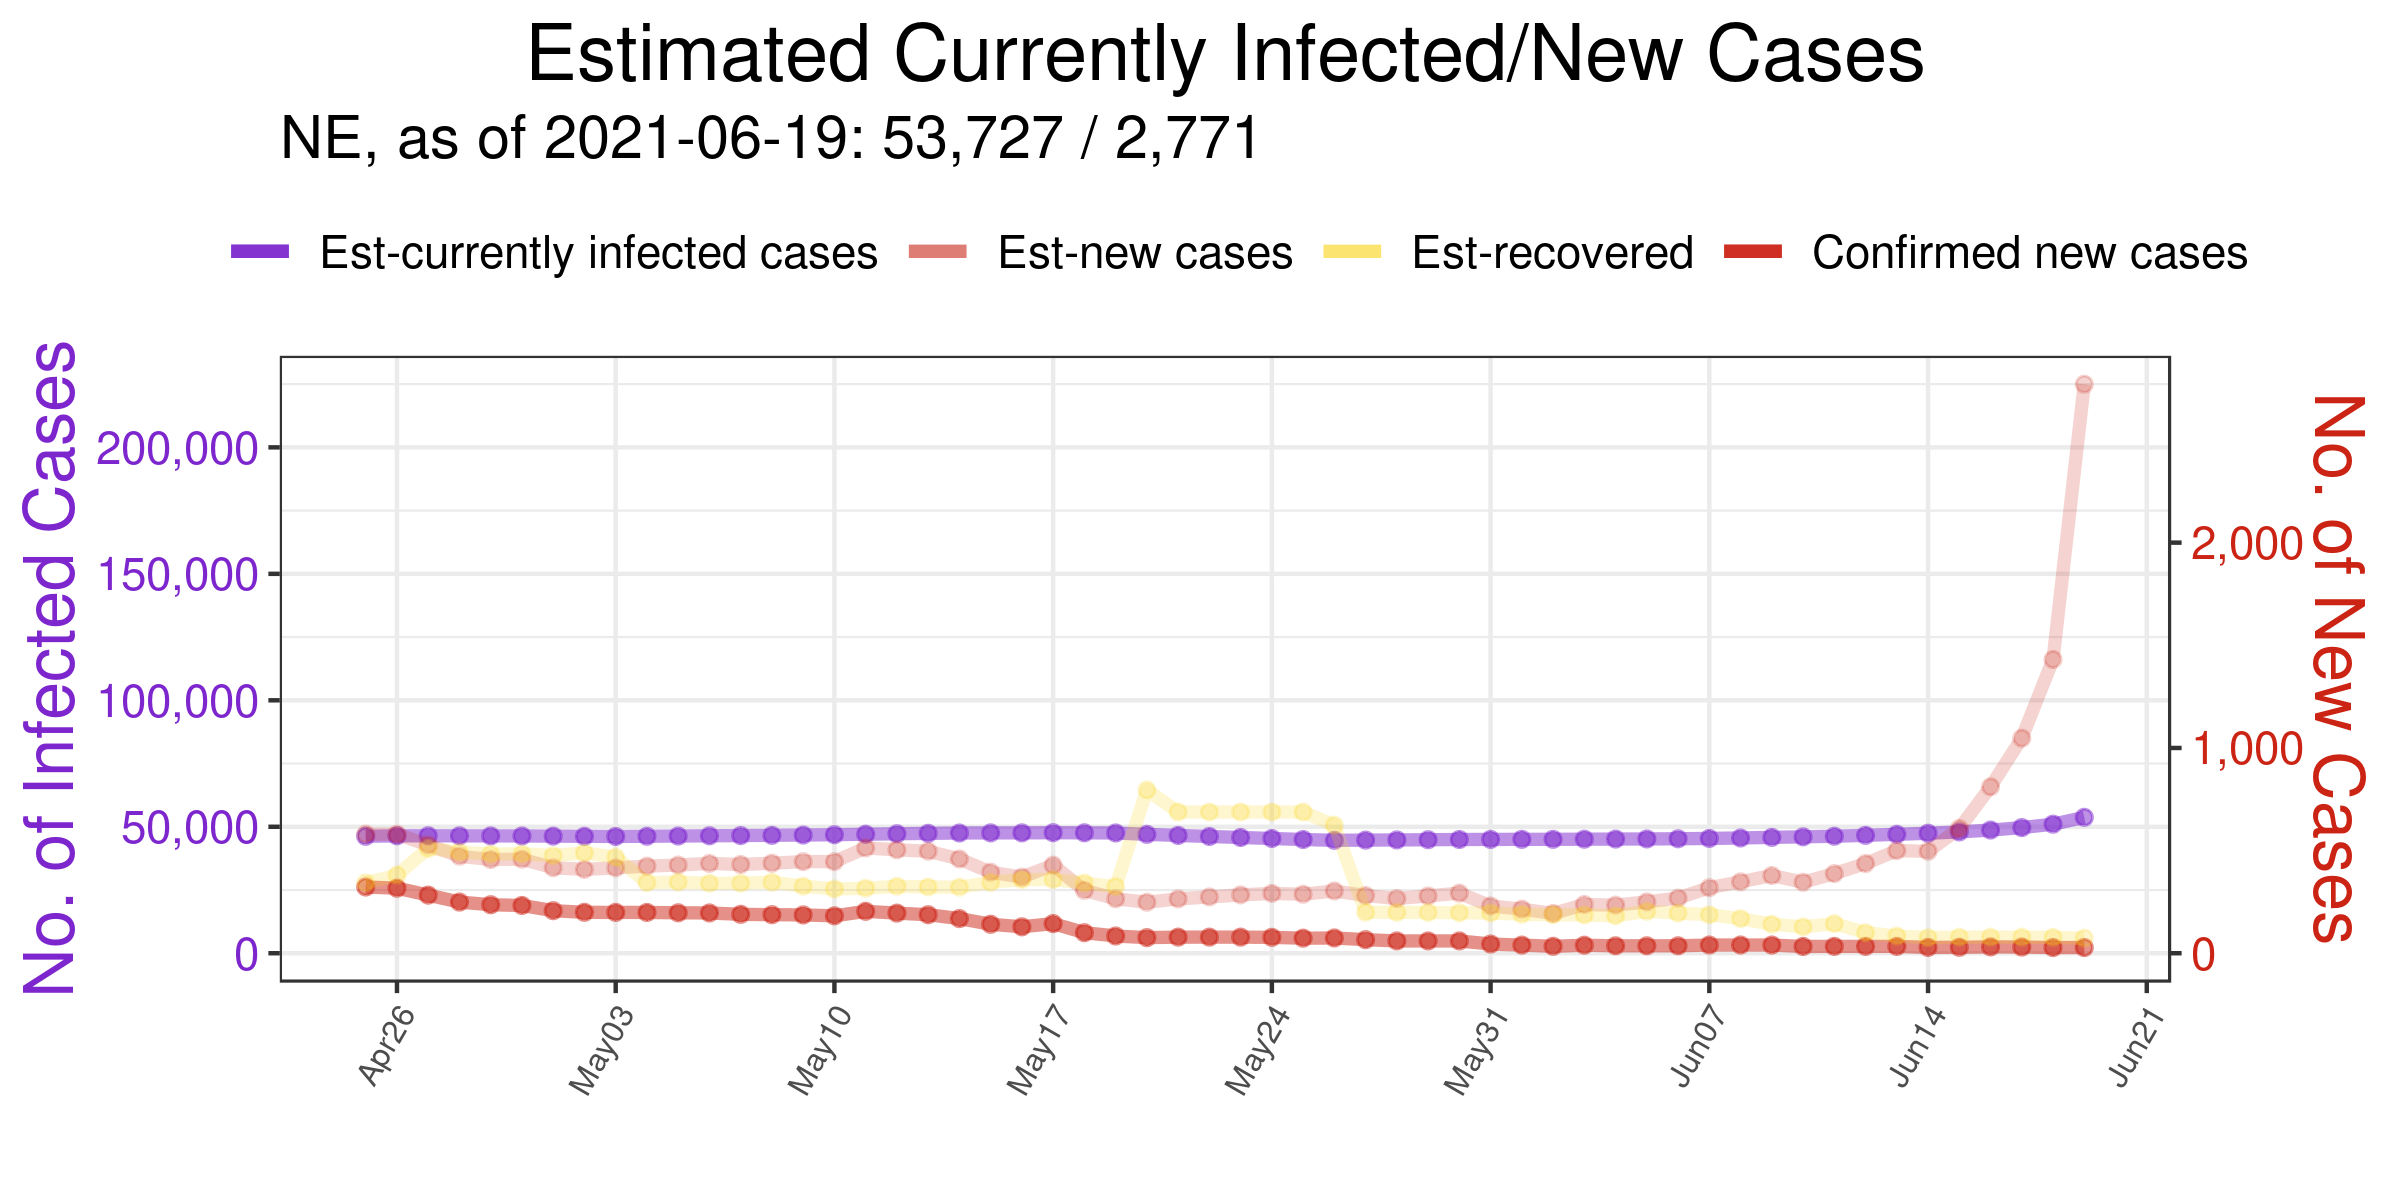 Estimated Currently Infected/New Cases
NE, as of 2021-06-19: 53,727 / 2,771
Est-currently infected cases Est-new cases Est-recovered Confirmed new cases
No. of Infected Cases
200,000
150,000
100,000
50,000
0
2,000
1,000
0
No. of New Cases
Apr26 May03 May10 May17 May24 May31 Jun07 Jun14 Jun21